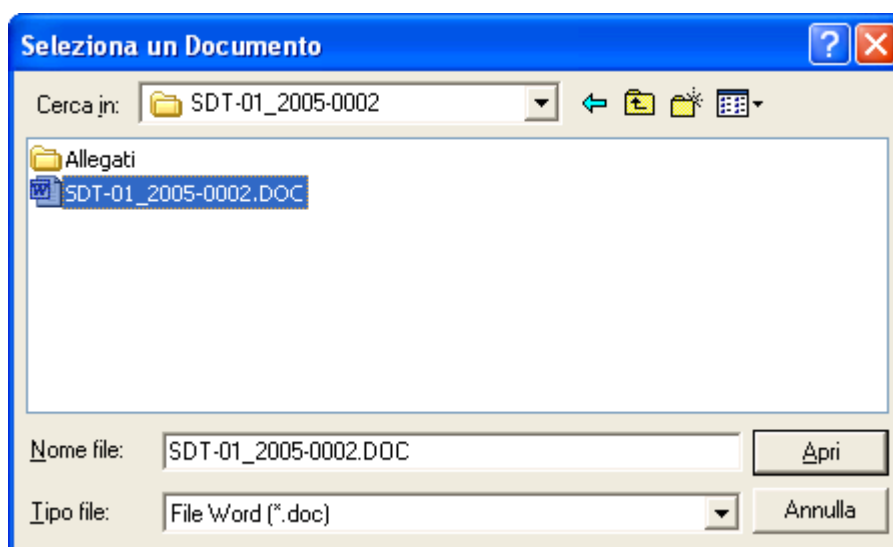 Seleziona un Documento
Cerca in: SDT-01_2005-0002
Allegati
SDT-01_2005-0002.DOC
Nome file: SDT-01_2005-0002.DOC Apri
Tipo file: File Word (*.doc) Annulla